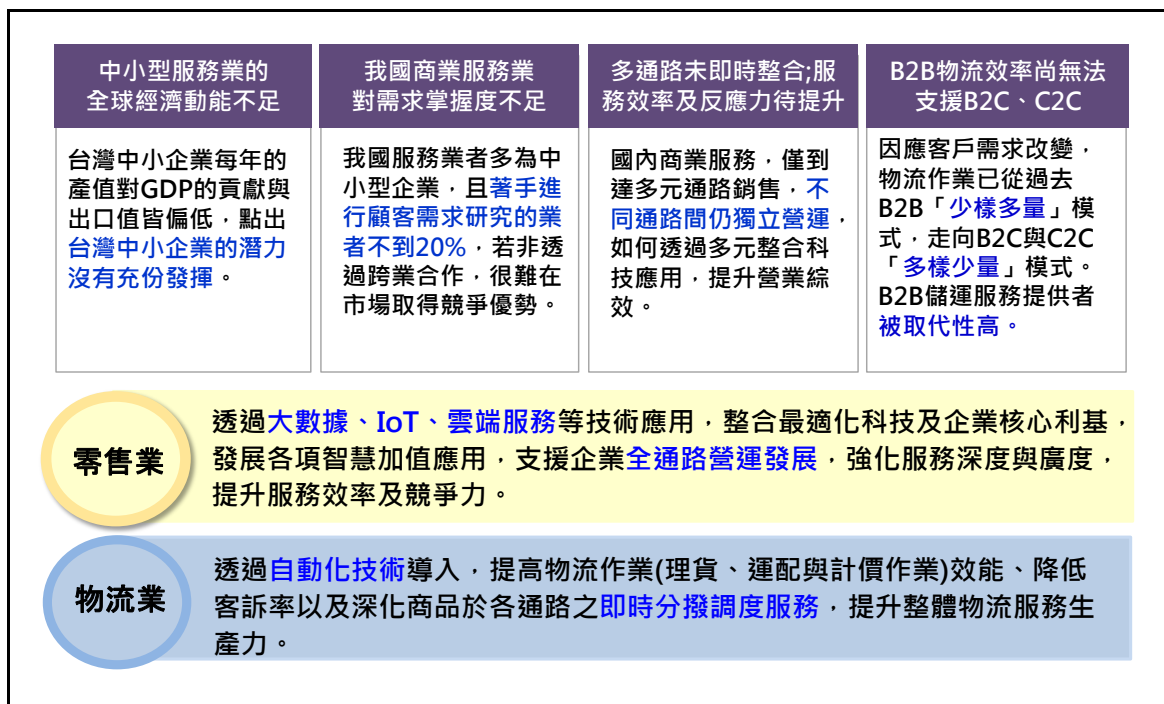 中小型服務業的
全球經濟動能不足
台灣中小企業每年的
產值對GDP的貢獻與
出口值皆偏低，點出
台灣中小企業的潛力
沒有充份發揮。
我國商業服務業
對需求掌握度不足
我國服務業者多為中
小型企業，且著手進
行顧客需求研究的業
者不到20%，若非透
過跨業合作，很難在
市場取得競爭優勢。
多通路未即時整合;服
務效率及反應力待提升
國內商業服務，僅到
達多元通路銷售，不
同通路間仍獨立營運，
如何透過多元整合科
技應用，提升營業綜
效。
B2B物流效率尚無法
支援B2C、C2C
因應客戶需求改變，
物流作業已從過去
B2B「少樣多量」模
式，走向B2C與C2C
「多樣少量」模式。
B2B儲運服務提供者
被取代性高。
零售業
透過大數據、IoT、雲端服務等技術應用，整合最適化科技及企業核心利基，
發展各項智慧加值應用，支援企業全通路營運發展，強化服務深度與廣度，
提升服務效率及競爭力。
物流業
透過自動化技術導入，提高物流作業(理貨、運配與計價作業)效能、降低
客訴率以及深化商品於各通路之即時分撥調度服務，提升整體物流服務生
產力。